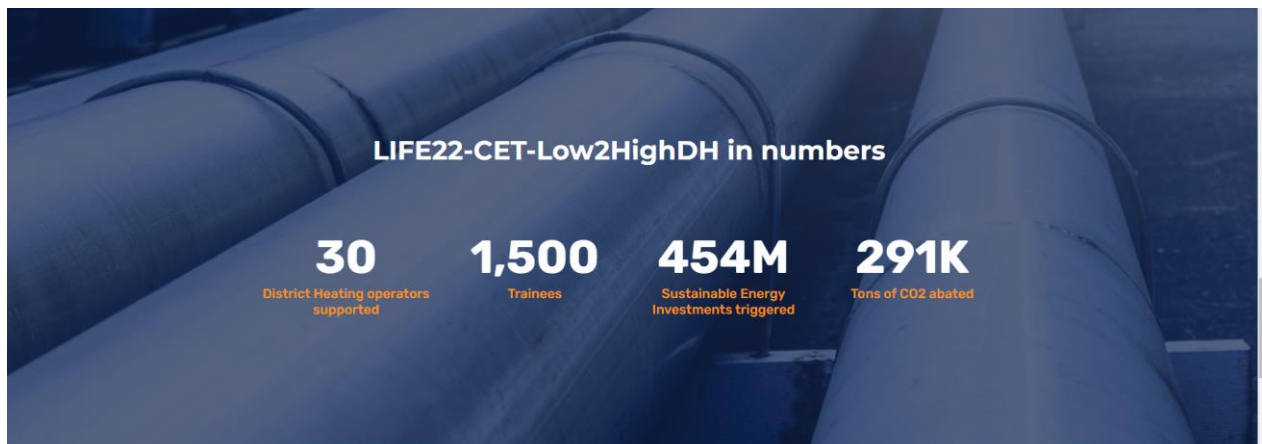 LIFE22-CET-Low2HighDH in numbers
30
District Heating operators
supported
1,500
Trainees
454M
Sustainable Energy
Investments triggered
291K
Tons of CO2 abated